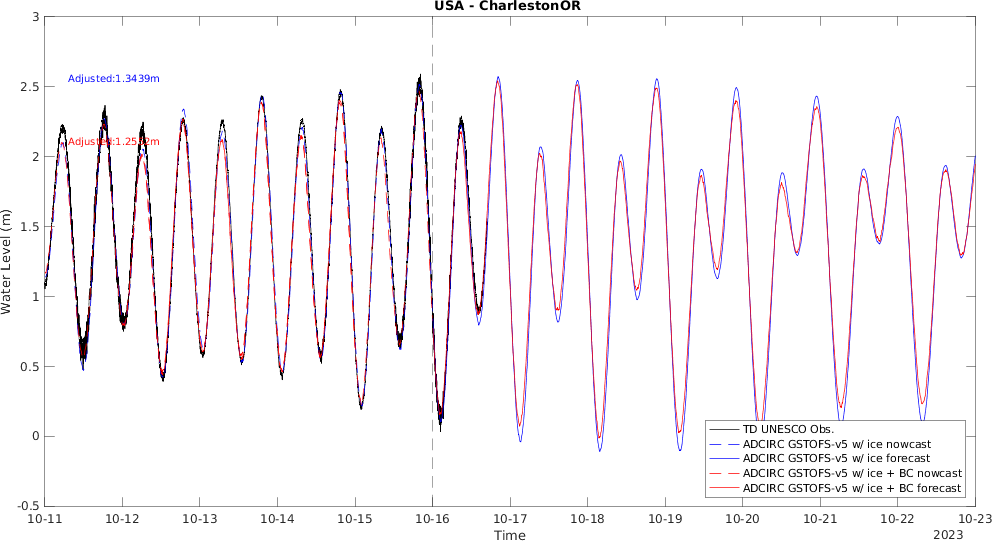 USA - CharlestonOR
Adjusted:1.3439m
Water Level (m)
3
2.5
2
1.5
1
0.5
0
-0.5
TD UNESCO Obs.
ADCIRC GSTOFS-v5 w/ ice nowcast
ADCIRC GSTOFS-v5 w/ ice forecast
ADCIRC GSTOFS-v5 w/ ice + BC nowcast
ADCIRC GSTOFS-v5 w/ ice + BC forecast
10-11 10-12 10-13 10-14 10-15 10-16 10-17 10-18 10-19 10-20 10-21 10-22 10-23
Time
2023